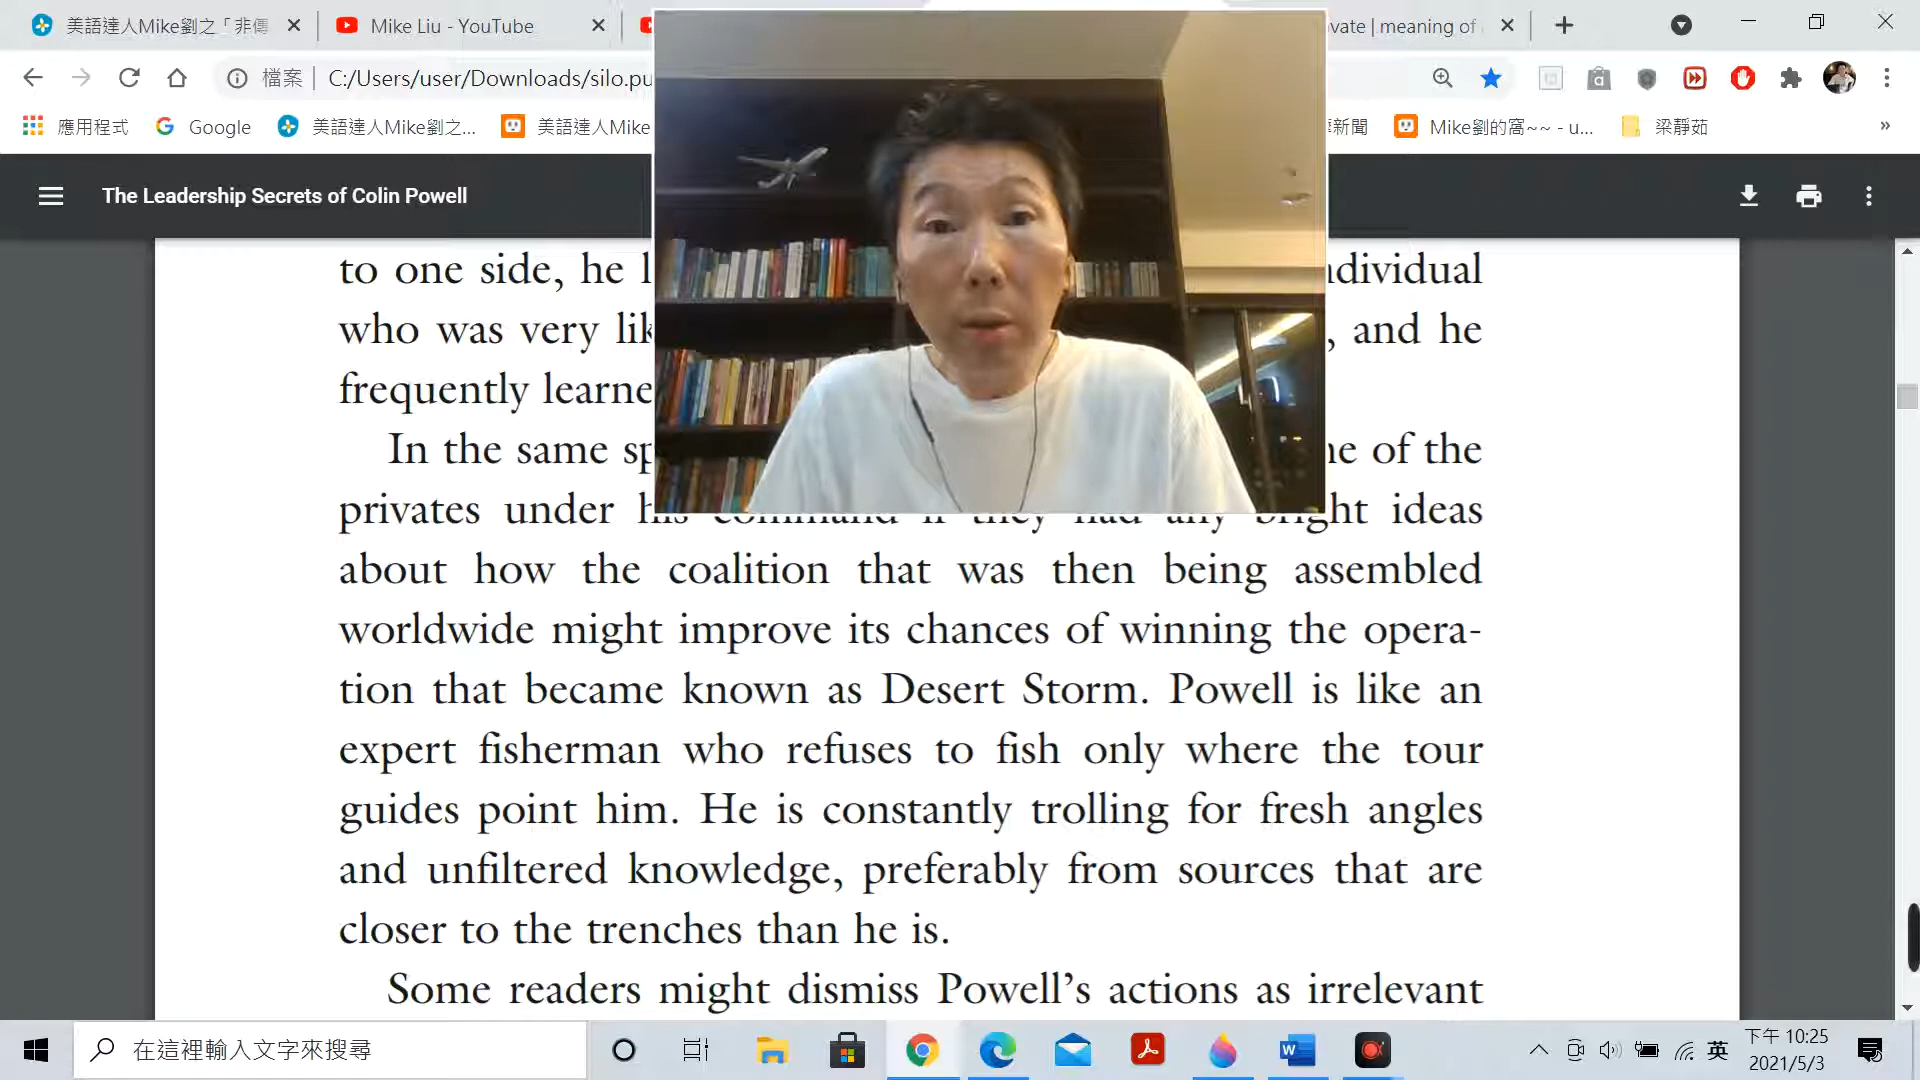 美語達人Mike劉之「非傳
Mike Liu - YouTube
vate | meaning of
檔案
C:/Users/user/Downloads/silo.pu
應用程式
Google
美語達人Mike劉之...
美語達人Mike
新聞
Mike劉的窩~~ - u...
梁靜茹
The Leadership Secrets of Colin Powell
to one side, he
dividual
who was very
, and he
frequently
In the same
of the
privates under his command if they had any bright ideas
about how the coalition that was then being assembled
worldwide might improve its chances of winning the opera-
tion that became known as Desert Storm. Powell is like an
expert fisherman who refuses to fish only where the tour
guides point him. He is constantly trolling for fresh angles
and unfiltered knowledge, preferably from sources that are
closer to the trenches than he is.
Some readers might dismiss Powell’s actions as irrelevant
在這裡輸入文字來搜尋
英
下午 10:25
2021/5/3